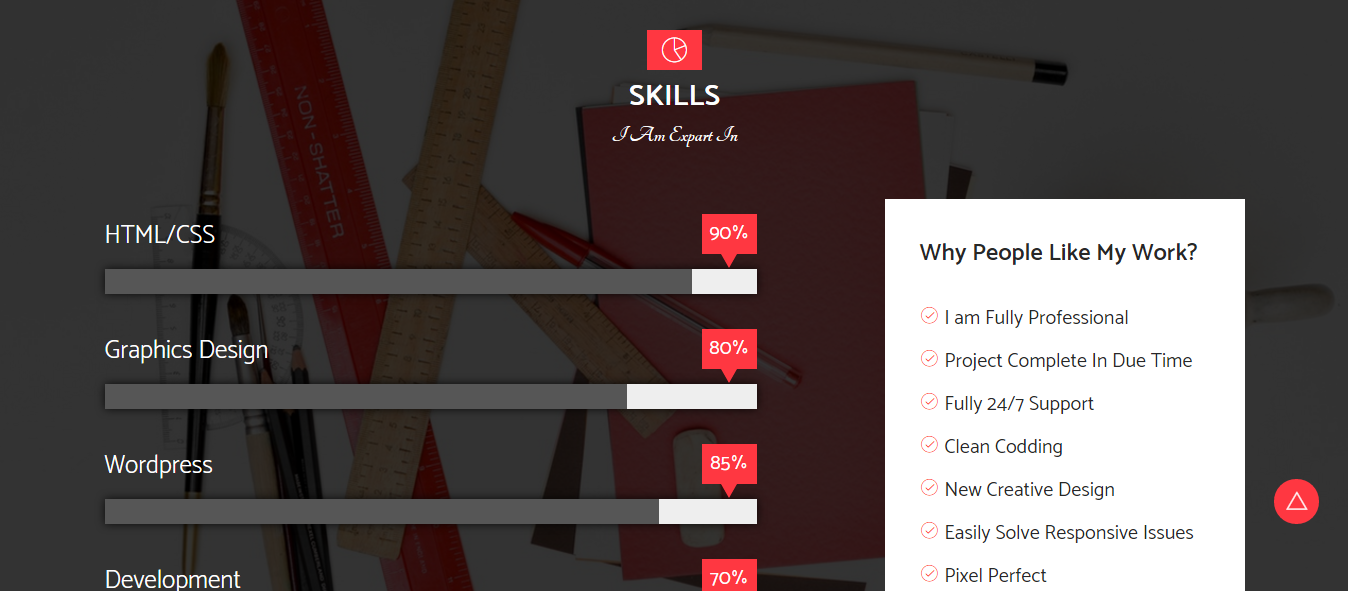 SKILLS
I Am Expart In
HTML/CSS
90%
Graphics Design
80%
Wordpress
85%
Development
70%
Why People Like My Work?
I am Fully Professional
Project Complete In Due Time
Fully 24/7 Support
Clean Codding
New Creative Design
Easily Solve Responsive Issues
Pixel Perfect
NON-SHATTER